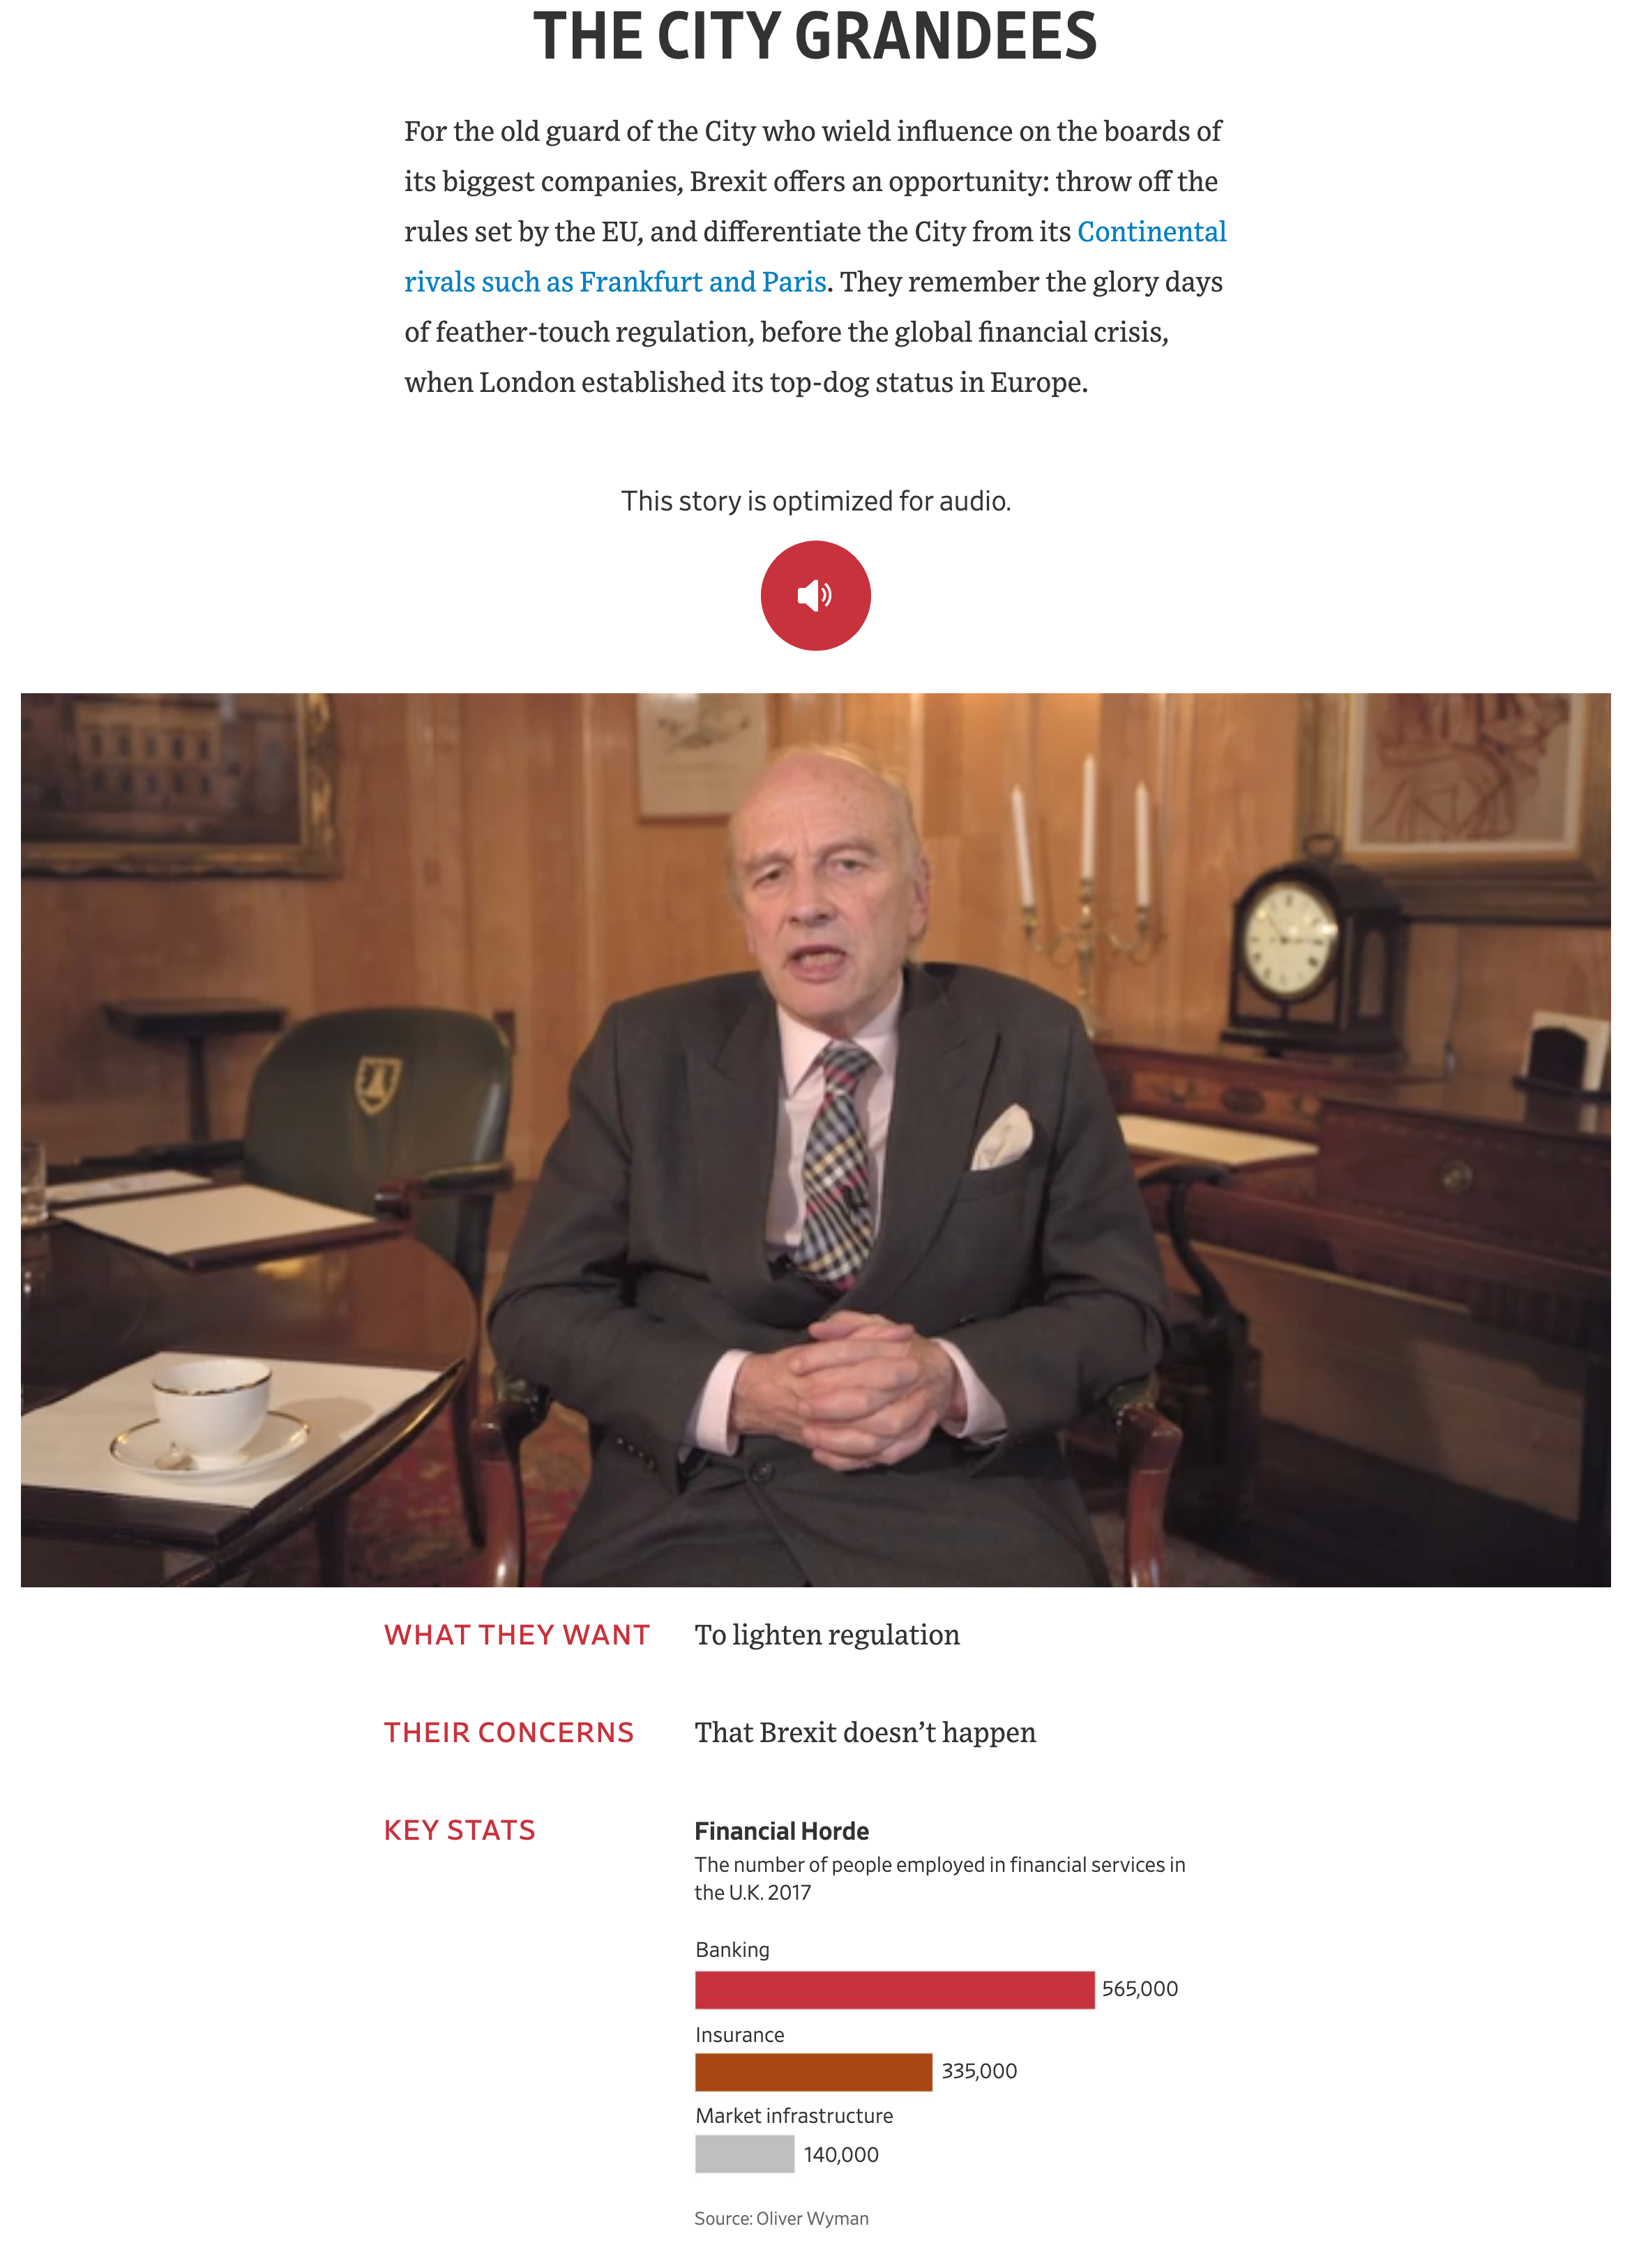 THE CITY GRANDEES
For the old guard of the City who wield influence on the boards of
its biggest companies, Brexit offers an opportunity: throw off the
rules set by the EU, and differentiate the City from its Continental
rivals such as Frankfurt and Paris. They remember the glory days
of feather-touch regulation, before the global financial crisis,
when London established its top-dog status in Europe.
This story is optimized for audio.
WHAT THEY WANT To lighten regulation
THEIR CONCERNS That Brexit doesn’t happen
KEY STATS Financial Horde
The number of people employed in financial services in
the U.K. 2017
Banking
565,000
Insurance
335,000
Market infrastructure
140,000
Source: Oliver Wyman